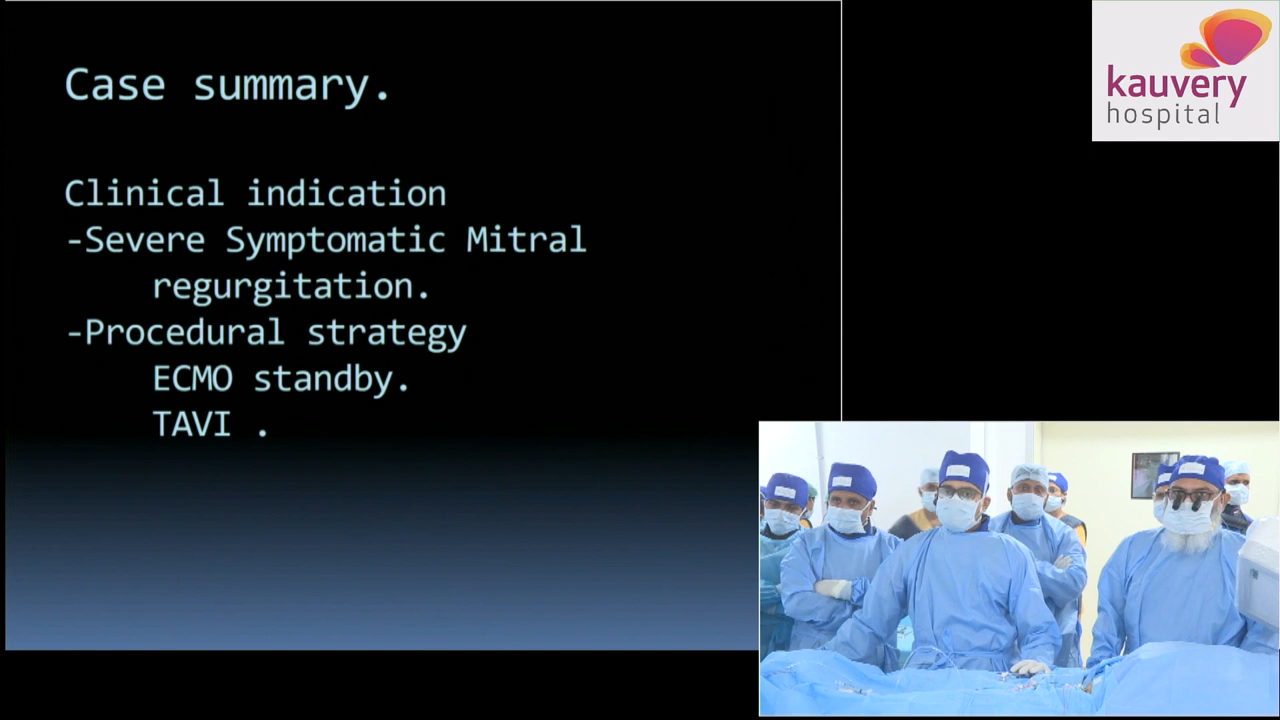 Case summary.
Clinical indication
-Severe Symptomatic Mitral
regurgitation.
-Procedural strategy
ECMO standby.
TAVI .
kauvery
hospital